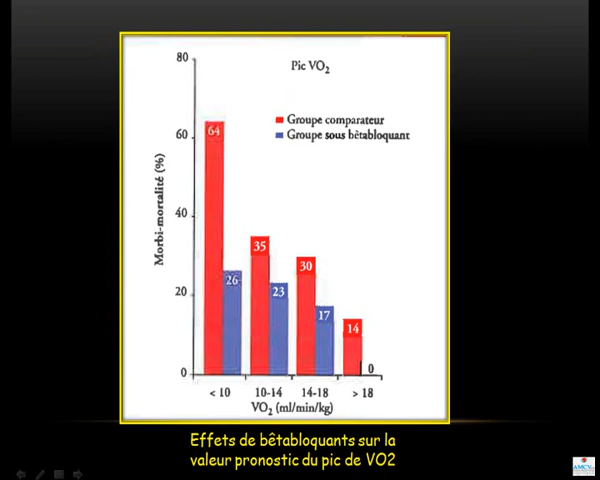 80
Pic VO₂
Groupe comparateur
Groupe sous bêtabloquant
64
60
Morbi-mortalité (%)
40
35
30
26
23
20
17
14
0
0
< 10
10-14
14-18
> 18
VO₂ (ml/min/kg)
Effets de bêtabloquants sur la
valeur pronostic du pic de VO2
AMCV